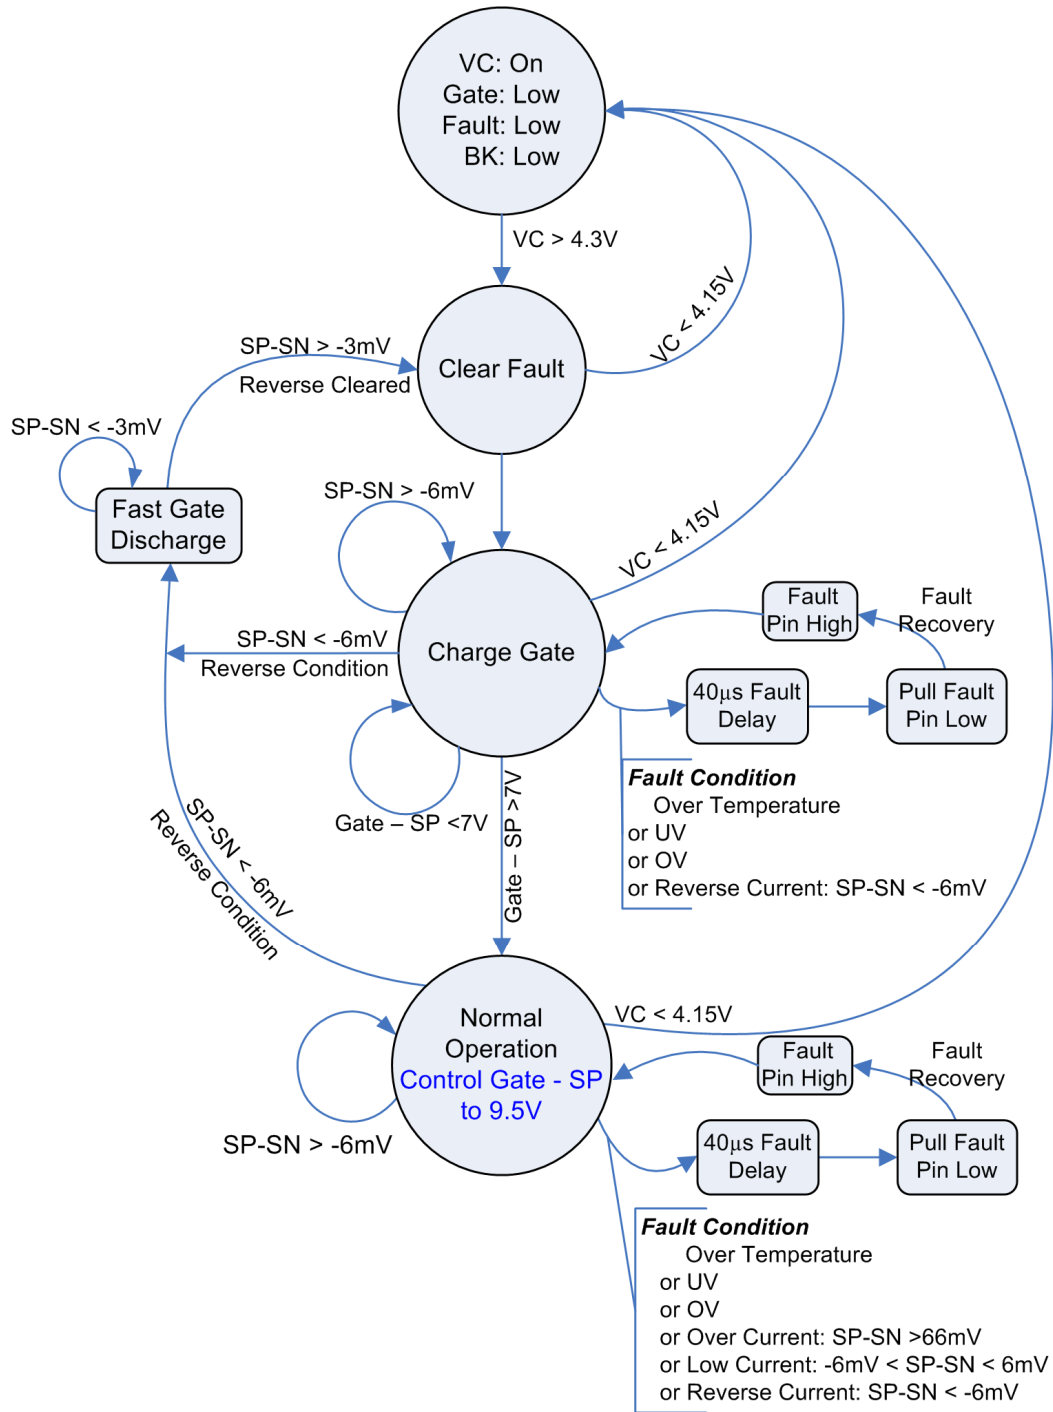 VC: On
Gate: Low
Fault: Low
BK: Low
VC > 4.3V
VC < 4.15V
SP-SN > -3mV
Reverse Cleared
Clear Fault
SP-SN < -3mV
Fast Gate
Discharge
SP-SN > -6mV
VC < 4.15V
SP-SN < -6mV
Reverse Condition
Charge Gate
Fault
Pin High
Fault
Recovery
40μs Fault
Delay
Pull Fault
Pin Low
Gate – SP <7V
Gate – SP >7V
Fault Condition
Over Temperature
or UV
or OV
or Reverse Current: SP-SN < -6mV
SP-SN < -6mV
Reverse Condition
Normal
Operation
Control Gate - SP
to 9.5V
VC < 4.15V
SP-SN > -6mV
Fault
Pin High
Fault
Recovery
40μs Fault
Delay
Pull Fault
Pin Low
Fault Condition
Over Temperature
or UV
or OV
or Over Current: SP-SN >66mV
or Low Current: -6mV < SP-SN < 6mV
or Reverse Current: SP-SN < -6mV